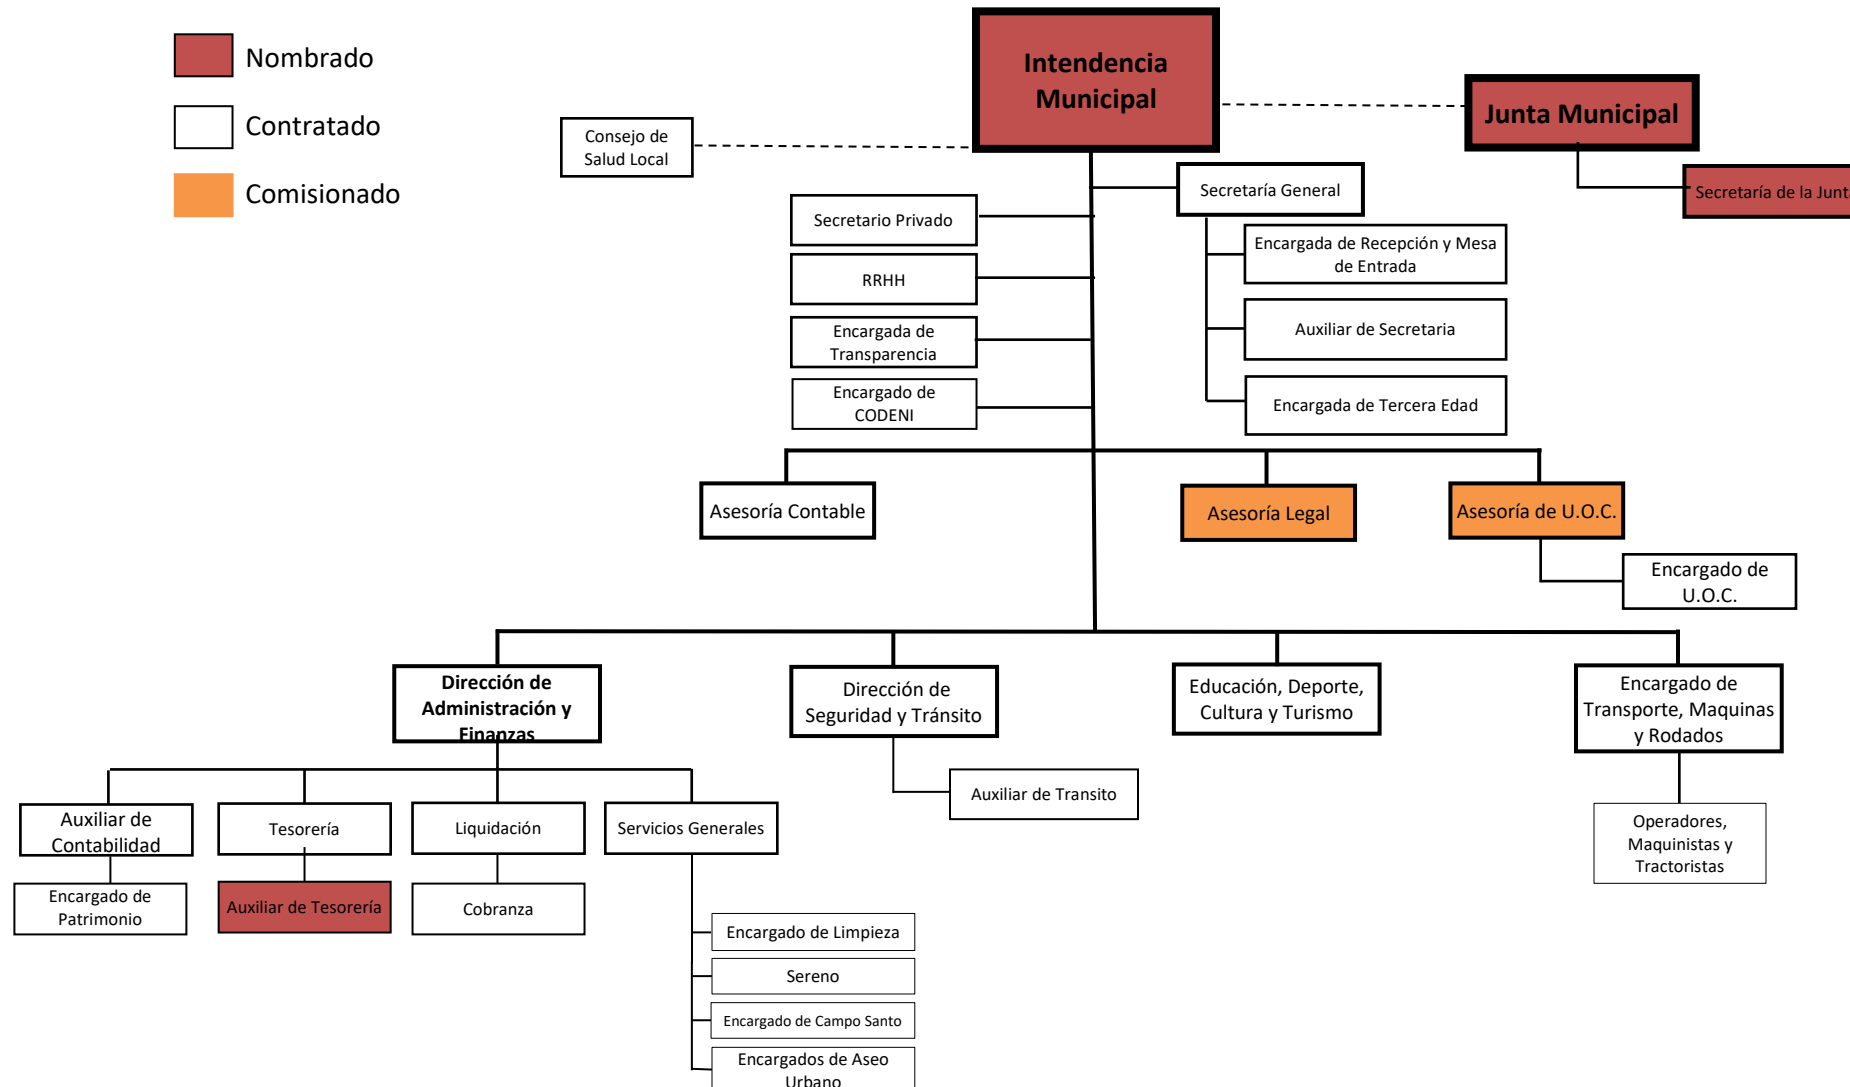 Nombrado
Contratado
Comisionado
Intendencia
Municipal
Junta Municipal
Consejo de
Salud Local
Secretaría General
Secretaría de la Junta
Secretario Privado
Encargada de Recepción y Mesa
de Entrada
RRHH
Encargada de
Transparencia
Auxiliar de Secretaria
Encargado de
CODENI
Encargada de Tercera Edad
Asesoría Contable
Asesoría Legal
Asesoría de U.O.C.
Encargado de
U.O.C.
Dirección de
Administración y
Finanzas
Dirección de
Seguridad y Tránsito
Educación, Deporte,
Cultura y Turismo
Encargado de
Transporte, Maquinas
y Rodados
Auxiliar de Transito
Auxiliar de
Contabilidad
Tesorería
Liquidación
Servicios Generales
Operadores,
Maquinistas y
Tractoristas
Encargado de
Patrimonio
Auxiliar de Tesorería
Cobranza
Encargado de Limpieza
Sereno
Encargado de Campo Santo
Encargados de Aseo
Urbano